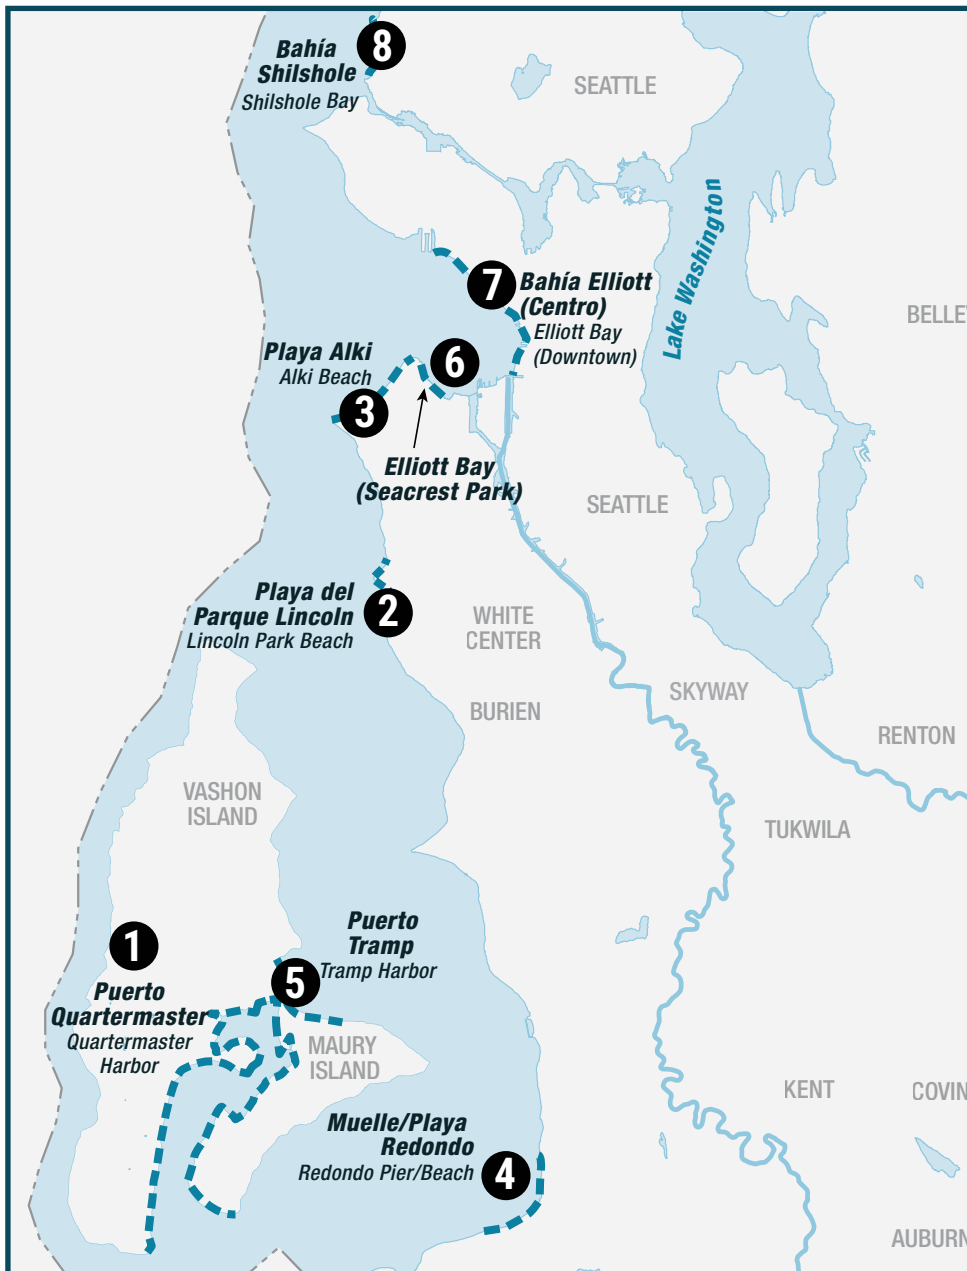 8
Bahía
Shilshole
Shilshole Bay
SEATTLE
Lake Washington
7
Bahía Elliott
(Centro)
Elliott Bay
(Downtown)
BELLEV
Playa Alki
Alki Beach
6
3
Elliott Bay
(Seacrest Park)
SEATTLE
Playa del
Parque Lincoln
Lincoln Park Beach
2
WHITE
CENTER
SKYWAY
BURIEN
RENTON
VASHON
ISLAND
TUKWILA
1
Puerto
Tramp
Tramp Harbor
5
Puerto
Quartermaster
Quartermaster
Harbor
MAURY
ISLAND
KENT
COVIN
Muelle/Playa
Redondo
Redondo Pier/Beach
4
AUBURN